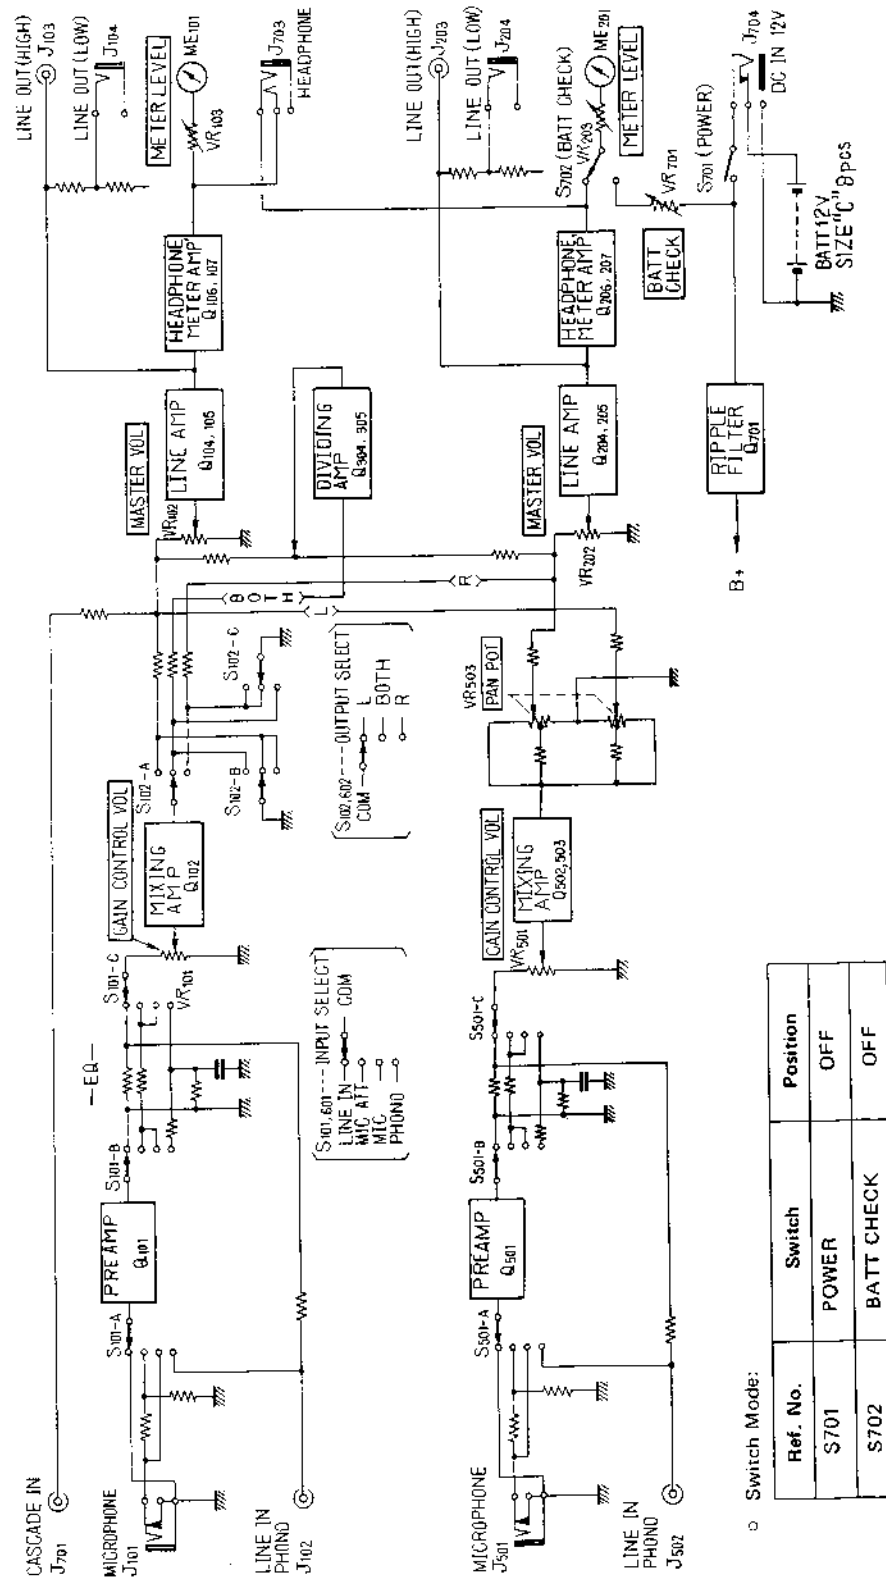 CASCADE IN
J701
MICROPHONE
J101
LINE IN
PHONO
J102
S101-A
PREAMP
Q101
S101-B
—EQ—
S101-C
VR101
GAIN CONTROL VOL
MIXING
AMP
Q102
S102-A
S102-B
S102-C
S101,601---INPUT SELECT
LINE IN
MIC ATT
MIC
PHONO
COM
S102,602---OUTPUT SELECT
COM
L
BOTH
R
BOTH
L
R
MASTER VOL
VR102
LINE AMP
Q104, 105
HEADPHONE,
METER AMP
Q106, 107
DIVIDING
AMP
Q304, 305
LINE OUT (HIGH)
J103
LINE OUT (LOW)
J104
METER LEVEL
ME101
VR103
J703
HEADPHONE
MICROPHONE
J501
LINE IN
PHONO
J502
S501-A
PREAMP
Q501
S501-B
S501-C
GAIN CONTROL VOL
VR501
MIXING
AMP
Q502,503
VR503
PAN POT
MASTER VOL
VR202
LINE AMP
Q204, 205
HEADPHONE,
METER AMP
Q206, 207
LINE OUT (HIGH)
J203
LINE OUT (LOW)
J204
S702 (BATT CHECK)
VR203
ME201
METER LEVEL
BATT
CHECK
VR701
S701 (POWER)
J704
DC IN 12V
B+
RIPPLE
FILTER
Q701
BATT 12V
SIZE "C" 8pcs
○ Switch Mode:
Ref. No. Switch Position
S701 POWER OFF
S702 BATT CHECK OFF